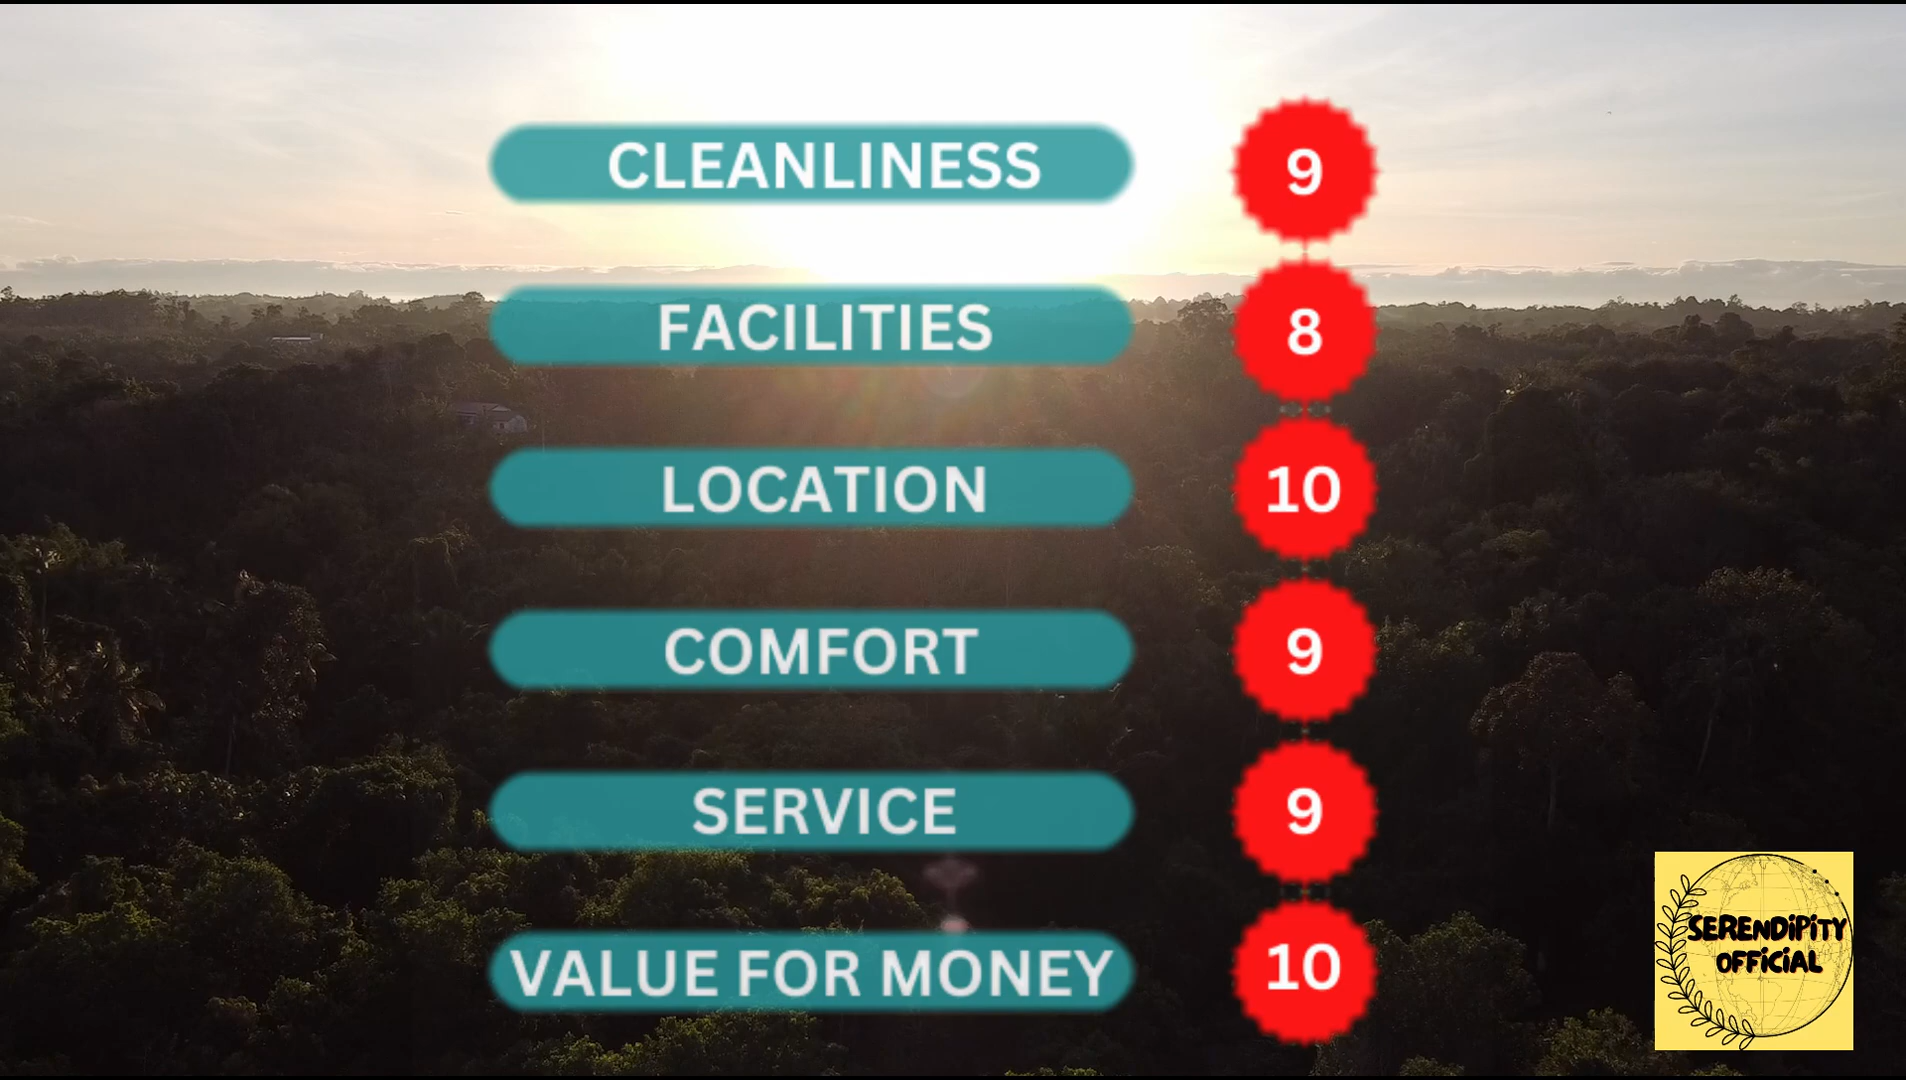 CLEANLINESS 9
FACILITIES 8
LOCATION 10
COMFORT 9
SERVICE 9
VALUE FOR MONEY 10
SERENDiPiTY
OFFiCiAL